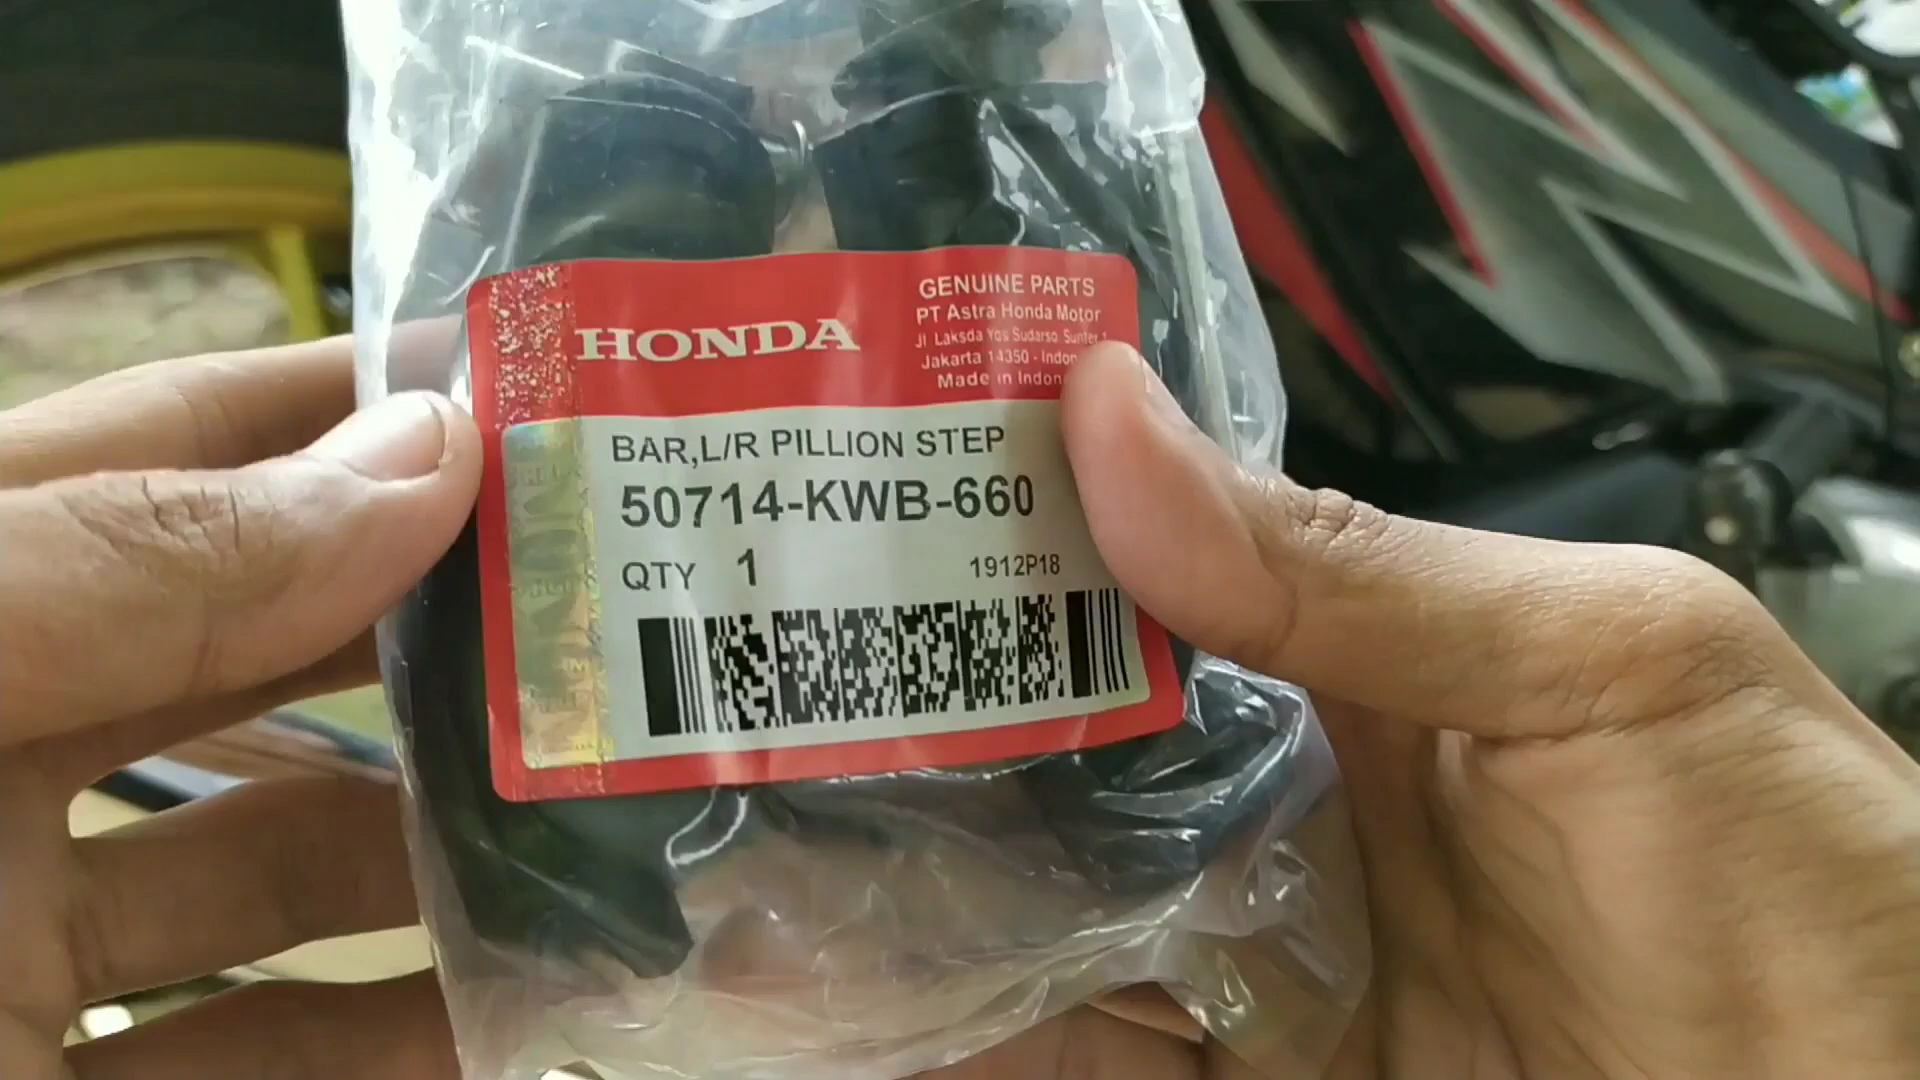 HONDA
GENUINE PARTS
PT Astra Honda Motor
Jl Laksda Yos Sudarso Sunter 1
Jakarta 14350 - Indon
Made in Indon
BAR,L/R PILLION STEP
50714-KWB-660
QTY 1
1912P18